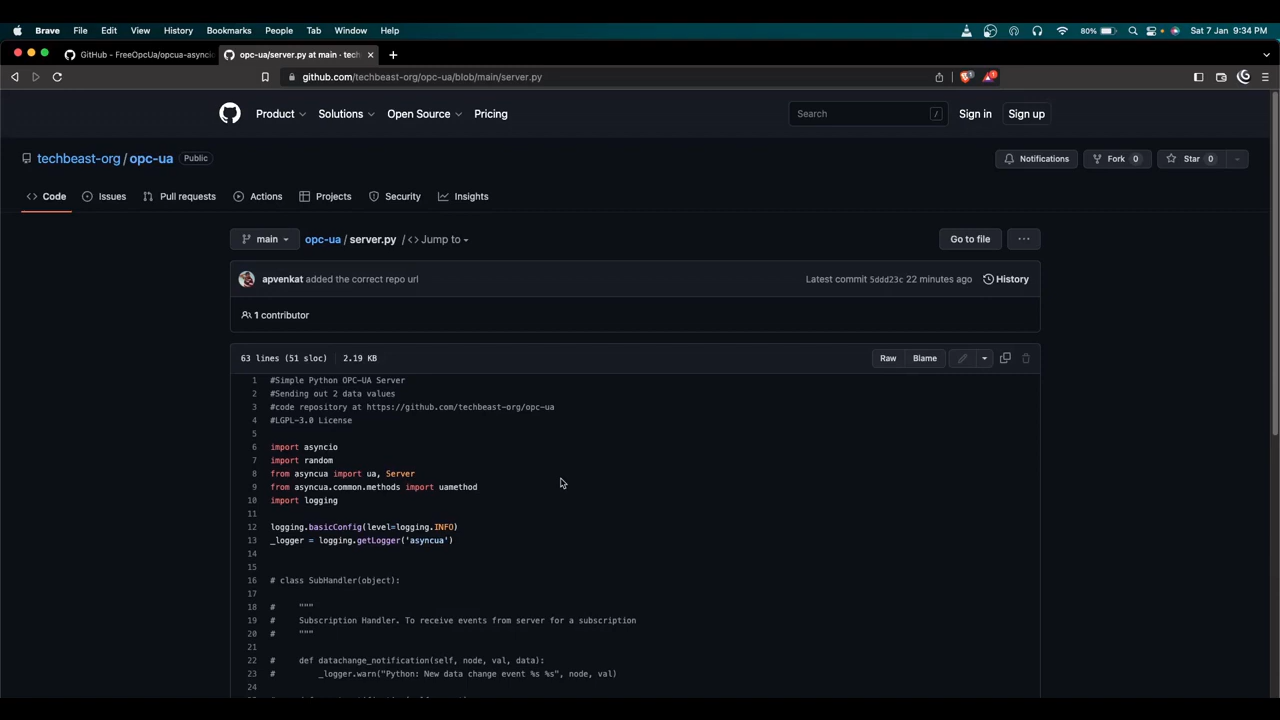 Brave File Edit View History Bookmarks People Tab Window Help 80% Sat 7 Jan 9:34 PM
GitHub - FreeOpcUa/opcua-asyncio opc-ua/server.py at main · tech
github.com/techbeast-org/opc-ua/blob/main/server.py
Product Solutions Open Source Pricing Search / Sign in Sign up
techbeast-org / opc-ua Public Notifications Fork 0 Star 0
Code Issues Pull requests Actions Projects Security Insights
main opc-ua / server.py / <> Jump to Go to file ...
apvenkat added the correct repo url Latest commit 5ddd23c 22 minutes ago History
1 contributor
63 lines (51 sloc) 2.19 KB Raw Blame
1 #Simple Python OPC-UA Server
2 #Sending out 2 data values
3 #code repository at https://github.com/techbeast-org/opc-ua
4 #LGPL-3.0 License
5
6 import asyncio
7 import random
8 from asyncua import ua, Server
9 from asyncua.common.methods import uamethod
10 import logging
11
12 logging.basicConfig(level=logging.INFO)
13 _logger = logging.getLogger('asyncua')
14
15
16 # class SubHandler(object):
17
18 # """
19 # Subscription Handler. To receive events from server for a subscription
20 # """
21
22 # def datachange_notification(self, node, val, data):
23 # _logger.warn("Python: New data change event %s %s", node, val)
24